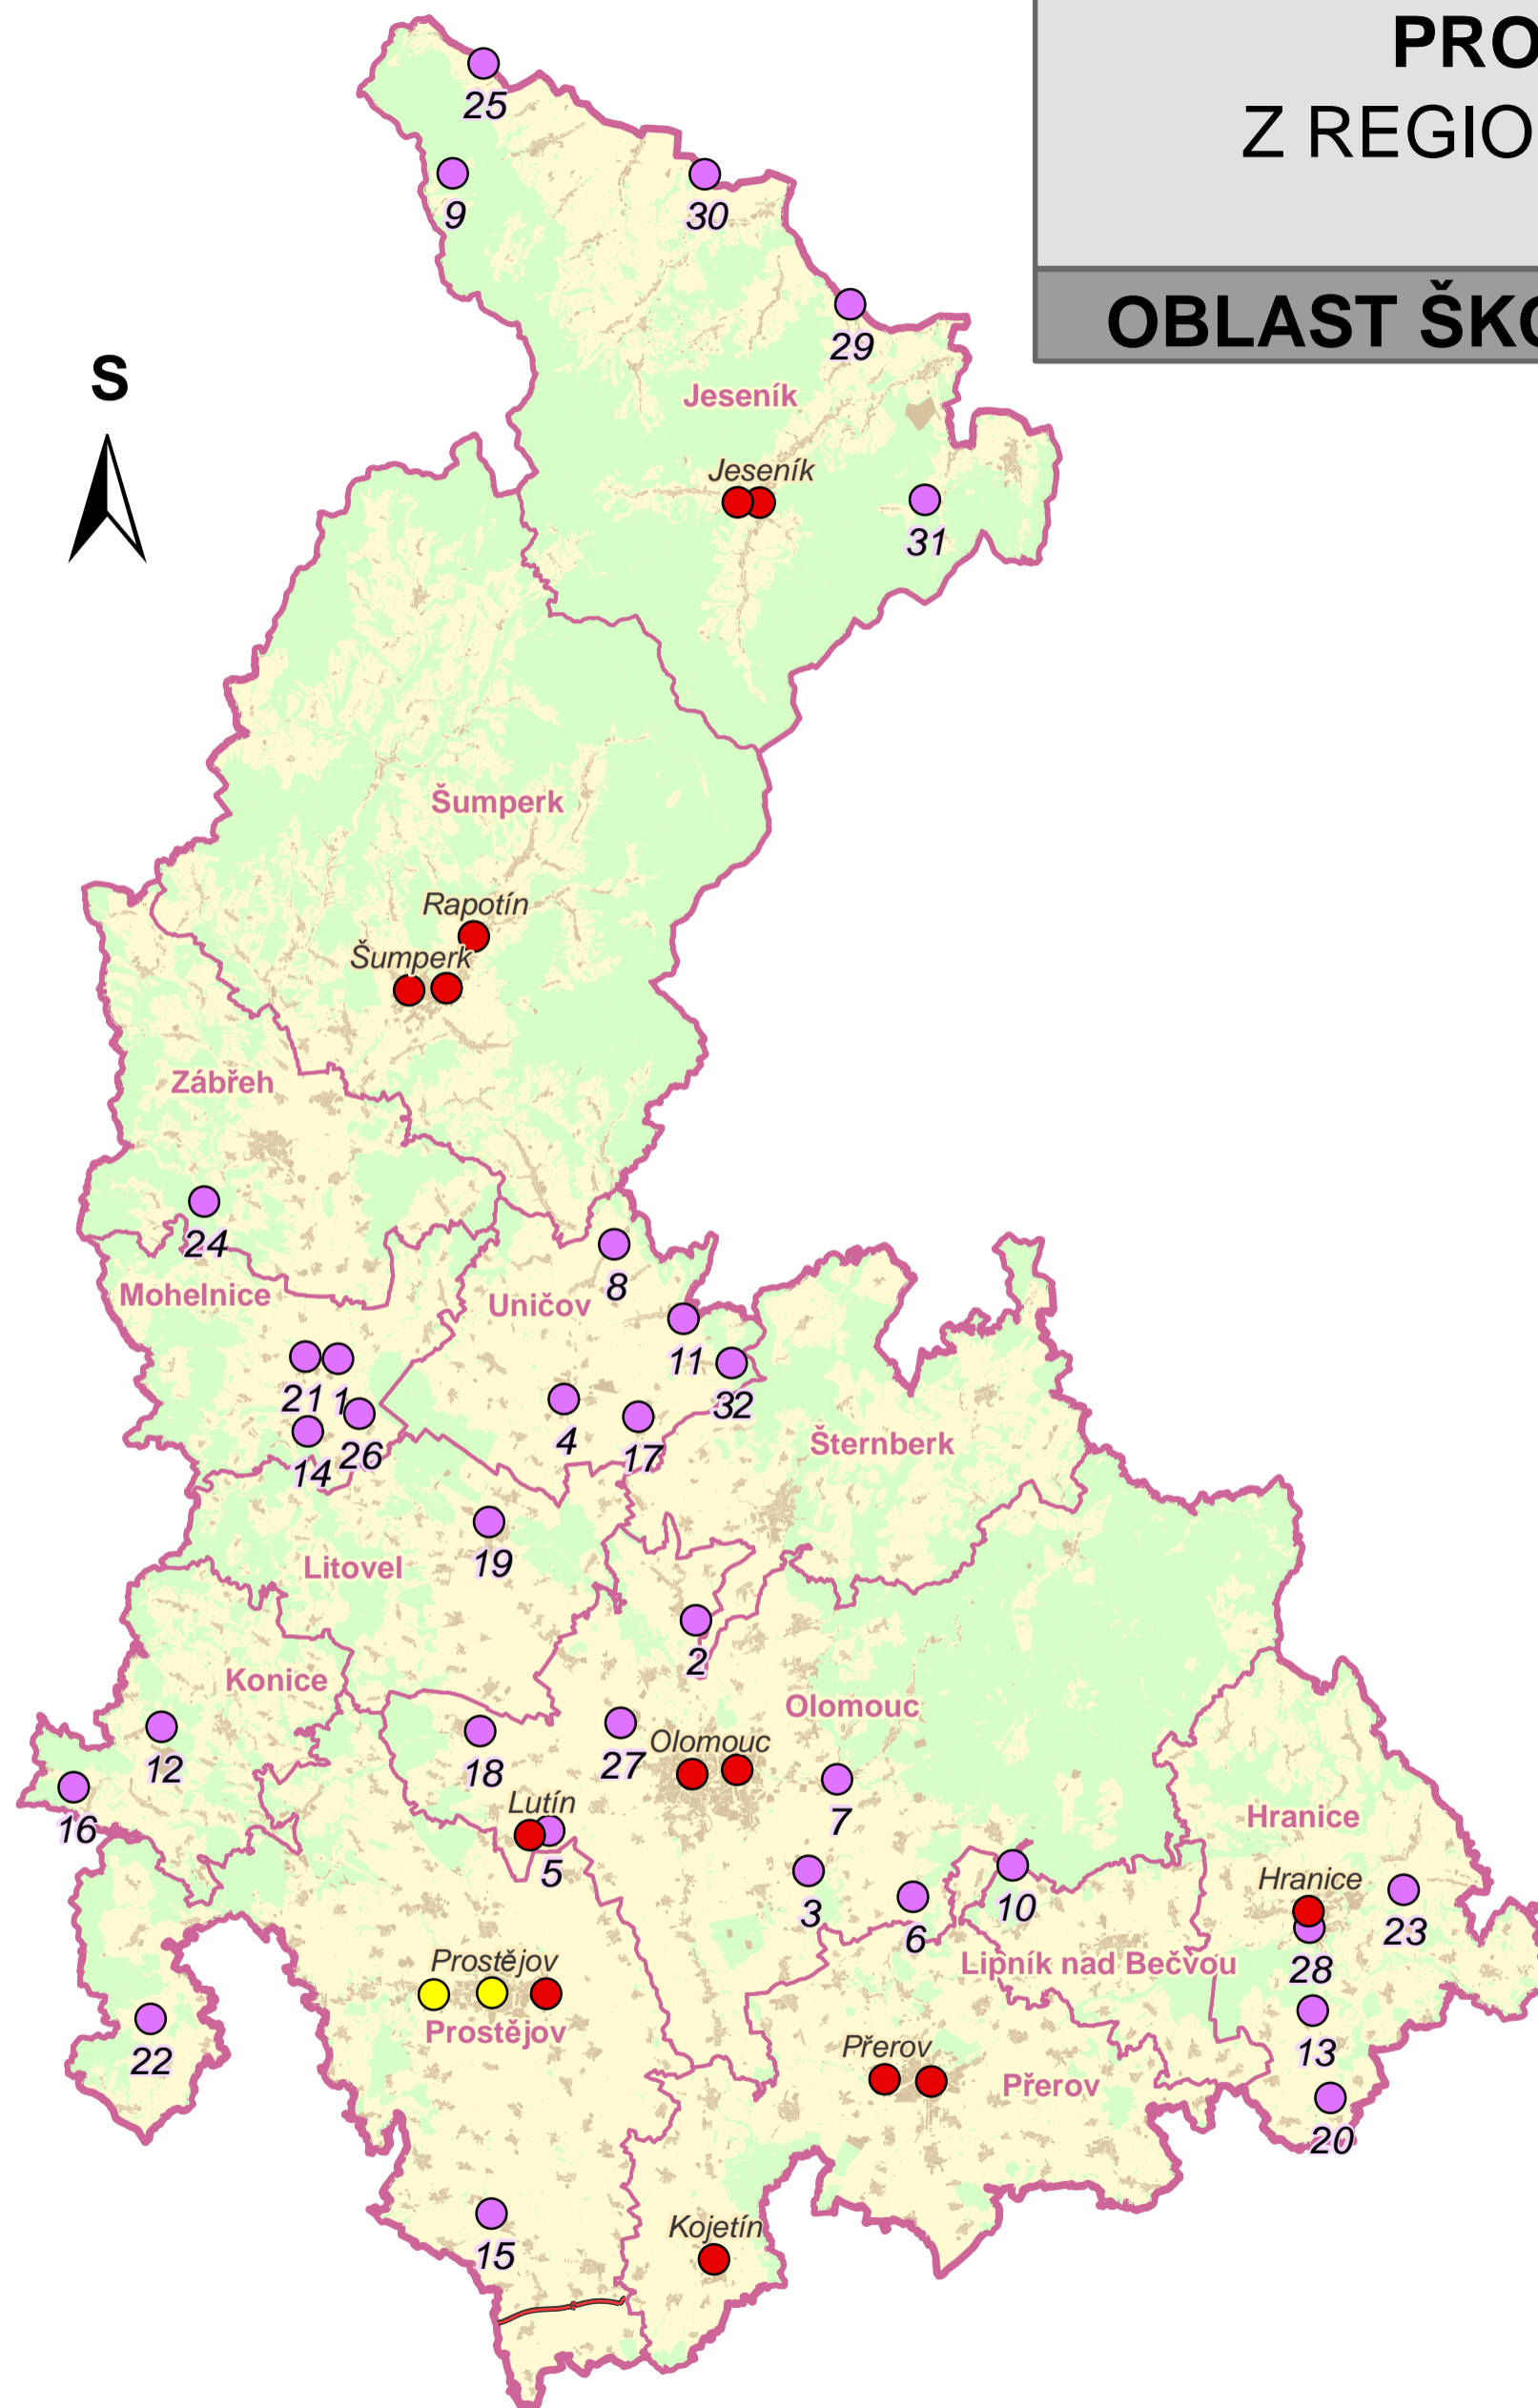 PRO
Z REGIO
OBLAST ŠKO
S
25
9
30
29
Jeseník
Jeseník
31
Šumperk
Rapotín
Šumperk
Zábřeh
24
Mohelnice
8
Uničov
11
32
21
1
4
17
14
26
Šternberk
19
Litovel
2
Konice
Olomouc
12
18
27
Olomouc
16
Lutín
7
5
Hranice
3
6
10
Hranice
23
28
Lipník nad Bečvou
Prostějov
Prostějov
22
13
Přerov
Přerov
20
15
Kojetín